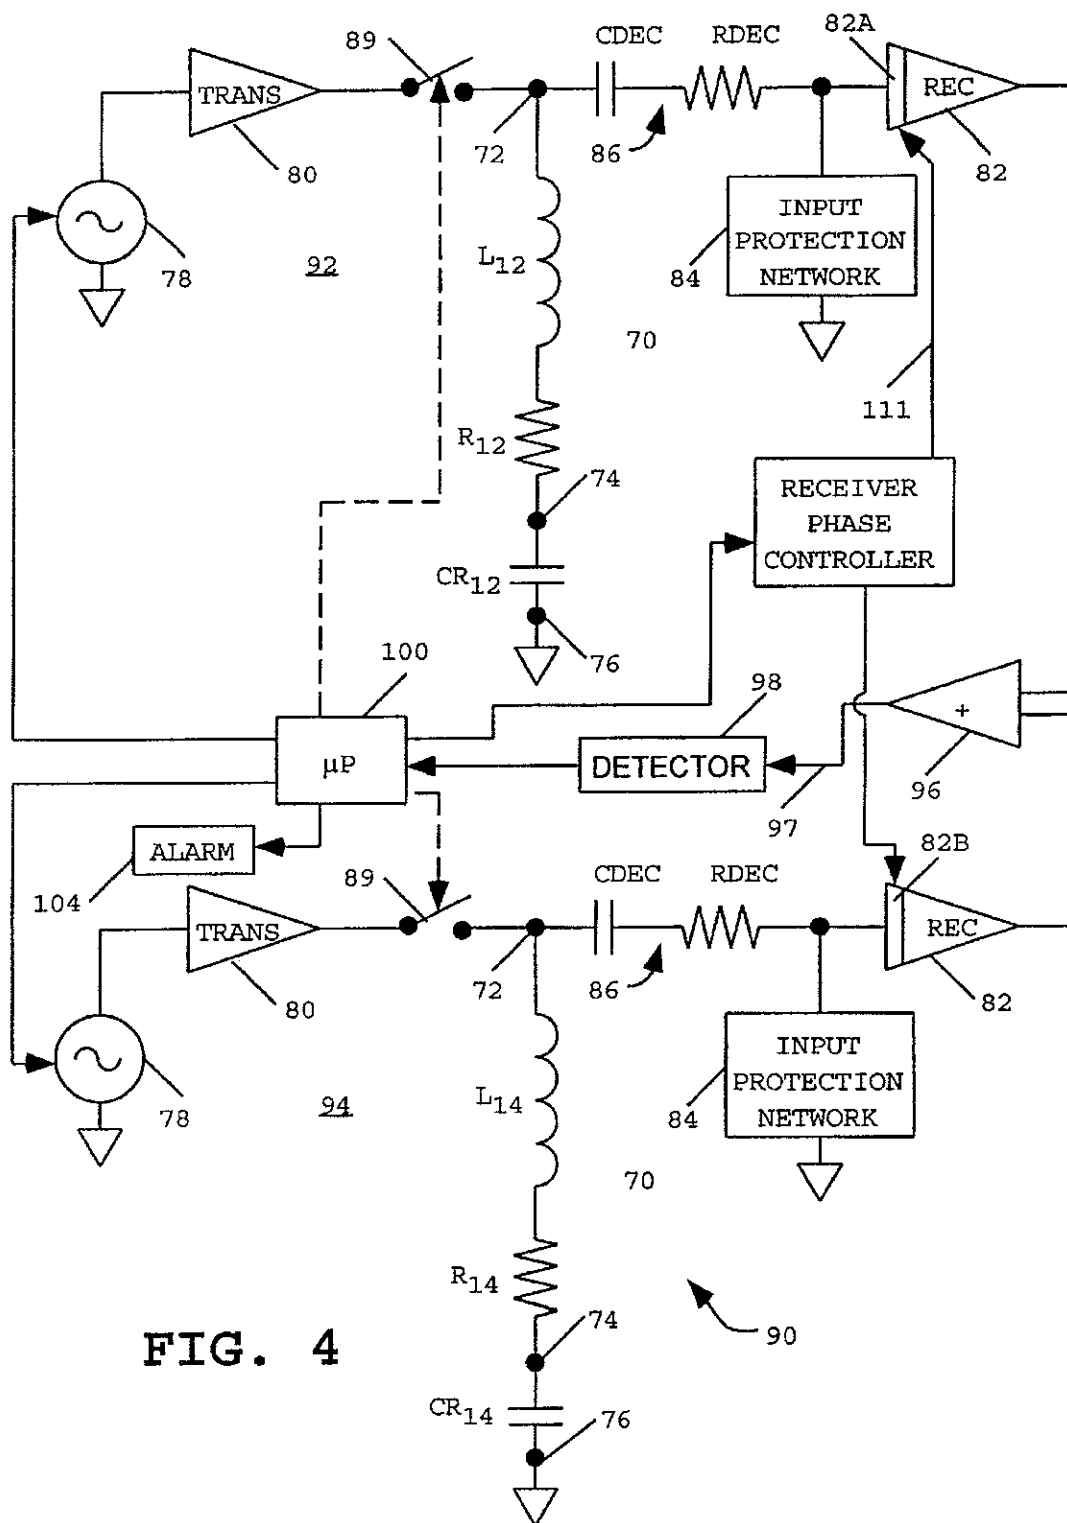 89
CDEC
RDEC
82A
TRANS
REC
80
72
86
82
78
92
L12
84
INPUT
PROTECTION
NETWORK
70
111
R12
74
RECEIVER
PHASE
CONTROLLER
CR12
76
100
98
µP
DETECTOR
+
97
96
ALARM
104
89
CDEC
RDEC
82B
TRANS
REC
80
72
86
82
78
94
L14
84
INPUT
PROTECTION
NETWORK
70
R14
74
90
FIG. 4
CR14
76